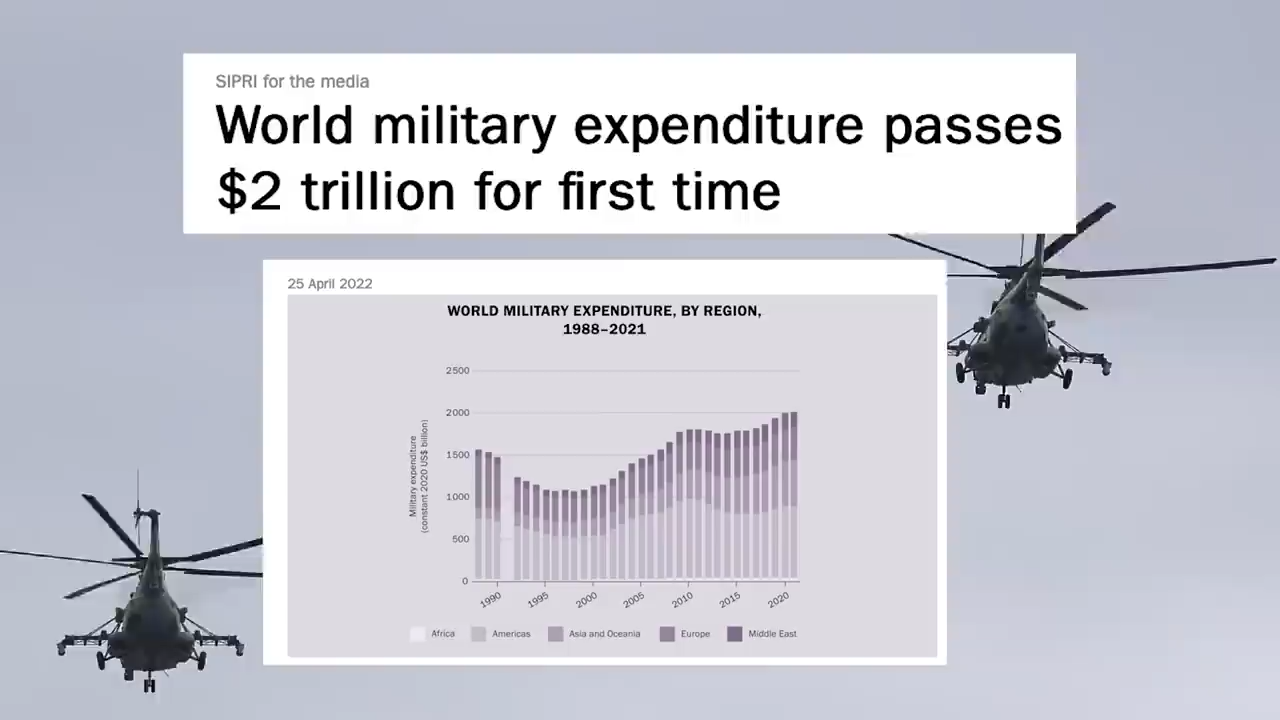 SIPRI for the media
World military expenditure passes
$2 trillion for first time
25 April 2022
WORLD MILITARY EXPENDITURE, BY REGION,
1988–2021
2500
2000
1500
1000
500
0
Military expenditure
(constant 2020 US$ billion)
1990
1995
2000
2005
2010
2015
2020
Africa
Americas
Asia and Oceania
Europe
Middle East